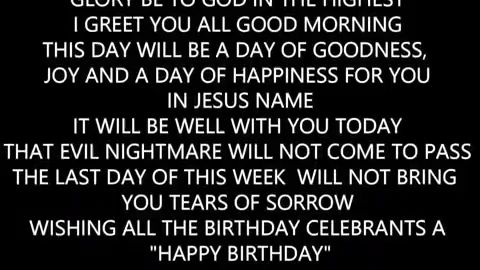 GLORY BE TO GOD IN THE HIGHEST
I GREET YOU ALL GOOD MORNING
THIS DAY WILL BE A DAY OF GOODNESS,
JOY AND A DAY OF HAPPINESS FOR YOU
IN JESUS NAME
IT WILL BE WELL WITH YOU TODAY
THAT EVIL NIGHTMARE WILL NOT COME TO PASS
THE LAST DAY OF THIS WEEK  WILL NOT BRING
YOU TEARS OF SORROW
WISHING ALL THE BIRTHDAY CELEBRANTS A
"HAPPY BIRTHDAY"